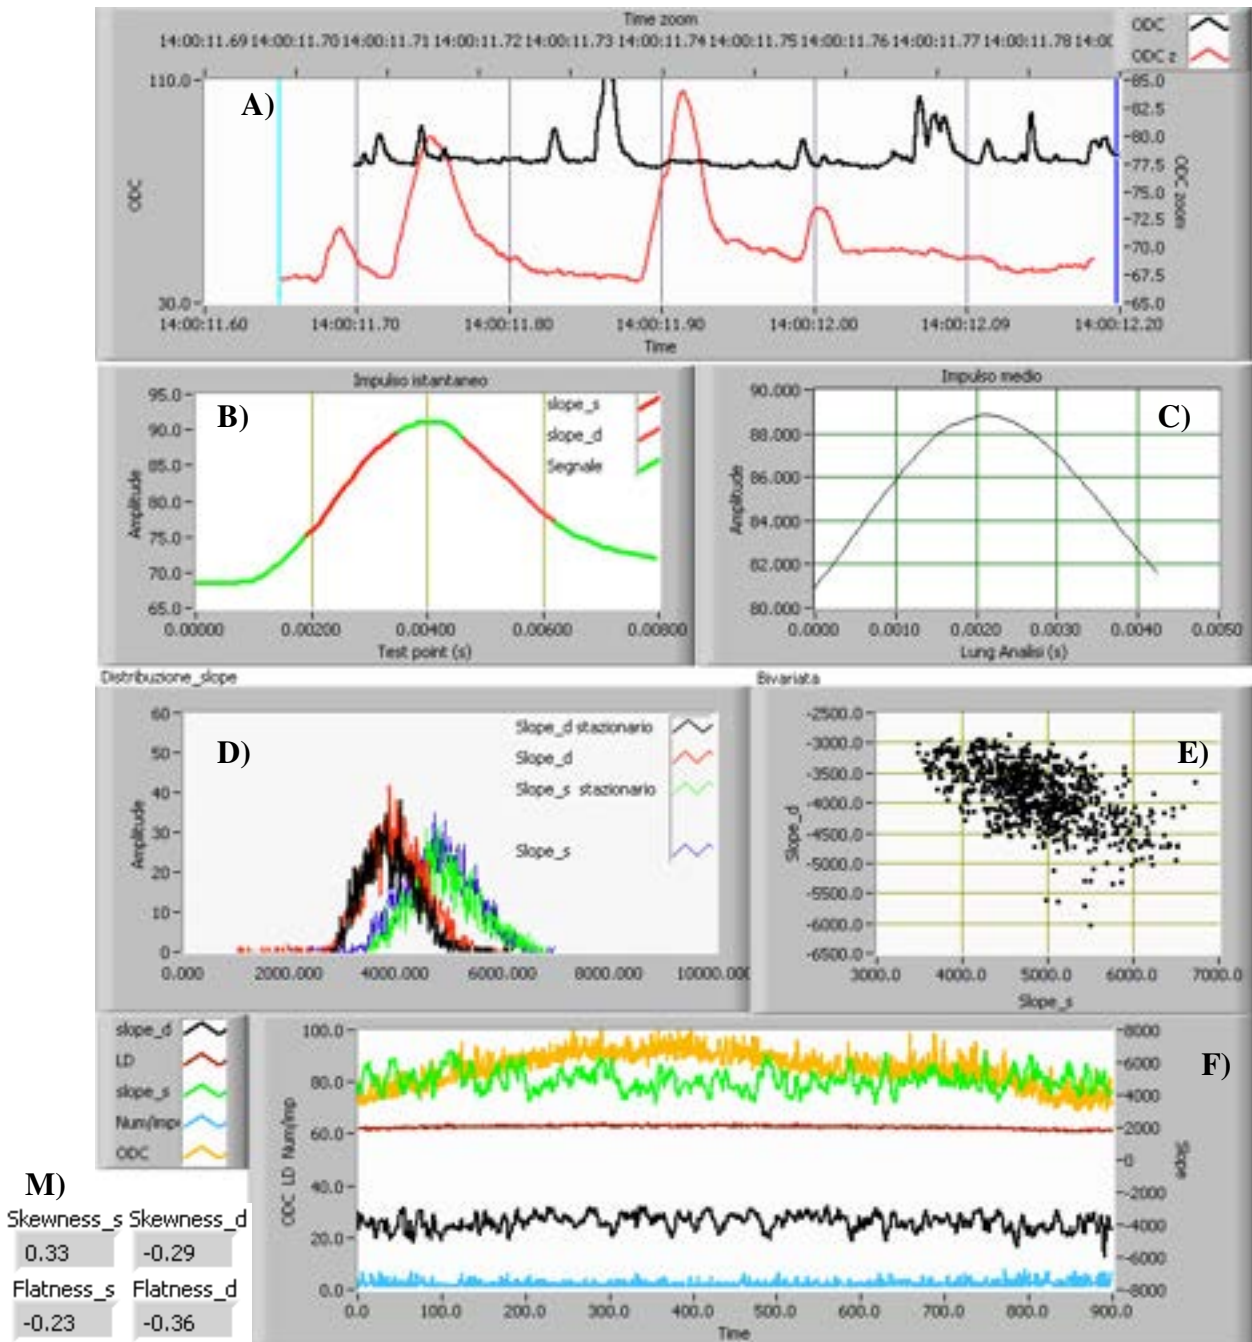 Time zoom
14:00:11.69 14:00:11.70 14:00:11.71 14:00:11.72 14:00:11.73 14:00:11.74 14:00:11.75 14:00:11.76 14:00:11.77 14:00:11.78 14:00
ODC
ODC z
A)
110.0
30.0
ODC
85.0
82.5
80.0
77.5
75.0
72.5
70.0
67.5
65.0
ODC zoom
14:00:11.60 14:00:11.70 14:00:11.80 14:00:11.90 14:00:12.00 14:00:12.09 14:00:12.20
Time
Impulso istantaneo
B)
95.0
90.0
85.0
80.0
75.0
70.0
65.0
Amplitude
slope_s
slope_d
Segnale
0.00000 0.00200 0.00400 0.00600 0.00800
Test point (s)
Impulso medio
C)
90.000
88.000
86.000
84.000
82.000
80.000
Amplitude
0.0000 0.0010 0.0020 0.0030 0.0040 0.0050
Lung Analisi (s)
Distribuzione_slope
D)
60
50
40
30
20
10
0
Amplitude
Slope_d stazionario
Slope_d
Slope_s stazionario
Slope_s
0.000 2000.000 4000.000 6000.000 8000.000 10000.000
Bivariata
E)
-2500.0
-3000.0
-3500.0
-4000.0
-4500.0
-5000.0
-5500.0
-6000.0
-6500.0
Slope_d
3000.0 4000.0 5000.0 6000.0 7000.0
Slope_s
slope_d
LD
slope_s
Num/imp
ODC
F)
100.0
80.0
60.0
40.0
20.0
0.0
ODC LD Num/imp
8000
6000
4000
2000
0
-2000
-4000
-6000
-8000
Slope
0.0 100.0 200.0 300.0 400.0 500.0 600.0 700.0 800.0 900.0
Time
M)
Skewness_s Skewness_d
0.33 -0.29
Flatness_s Flatness_d
-0.23 -0.36